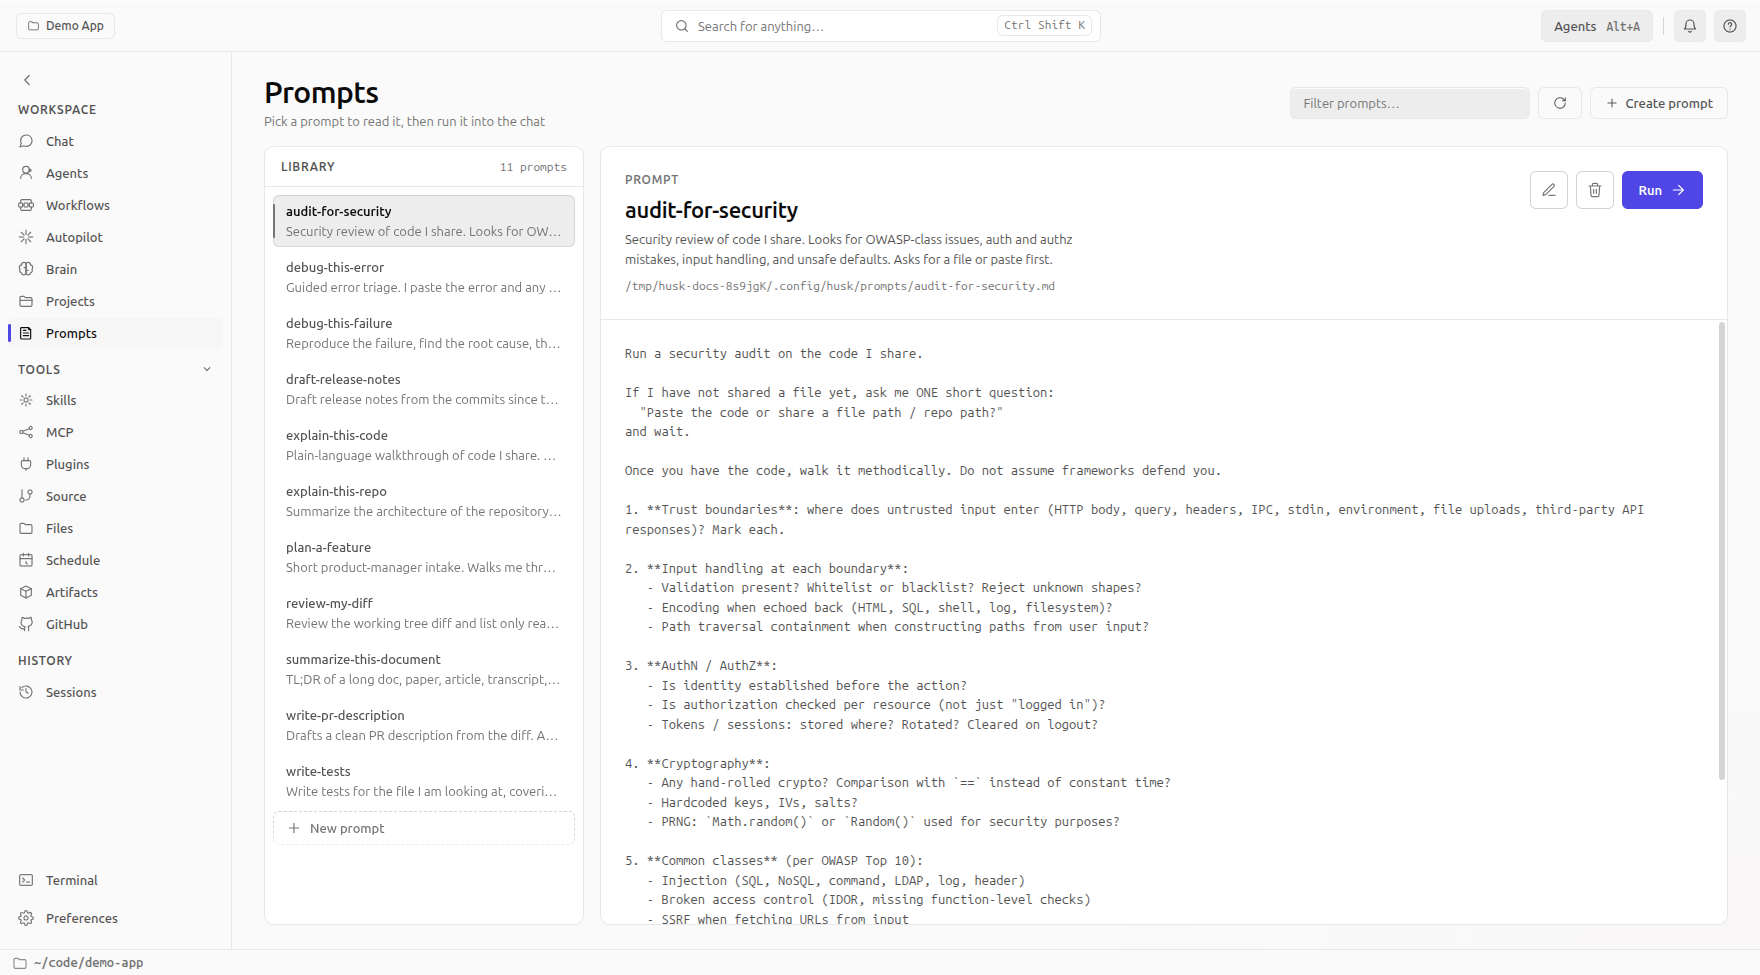 Demo App
Search for anything...
Ctrl Shift K
Agents Alt+A
WORKSPACE
Chat
Agents
Workflows
Autopilot
Brain
Projects
Prompts
TOOLS
Skills
MCP
Plugins
Source
Files
Schedule
Artifacts
GitHub
HISTORY
Sessions
Terminal
Preferences
Prompts
Pick a prompt to read it, then run it into the chat
Filter prompts...
Create prompt
LIBRARY
11 prompts
audit-for-security
Security review of code I share. Looks for OW...
debug-this-error
Guided error triage. I paste the error and any ...
debug-this-failure
Reproduce the failure, find the root cause, th...
draft-release-notes
Draft release notes from the commits since t...
explain-this-code
Plain-language walkthrough of code I share. ...
explain-this-repo
Summarize the architecture of the repository...
plan-a-feature
Short product-manager intake. Walks me thr...
review-my-diff
Review the working tree diff and list only rea...
summarize-this-document
TL;DR of a long doc, paper, article, transcript,...
write-pr-description
Drafts a clean PR description from the diff. A...
write-tests
Write tests for the file I am looking at, coveri...
New prompt
PROMPT
audit-for-security
Security review of code I share. Looks for OWASP-class issues, auth and authz
mistakes, input handling, and unsafe defaults. Asks for a file or paste first.
/tmp/husk-docs-8s9jgK/.config/husk/prompts/audit-for-security.md
Run
Run a security audit on the code I share.
If I have not shared a file yet, ask me ONE short question:
"Paste the code or share a file path / repo path?"
and wait.
Once you have the code, walk it methodically. Do not assume frameworks defend you.
1. **Trust boundaries**: where does untrusted input enter (HTTP body, query, headers, IPC, stdin, environment, file uploads, third-party API
responses)? Mark each.
2. **Input handling at each boundary**:
- Validation present? Whitelist or blacklist? Reject unknown shapes?
- Encoding when echoed back (HTML, SQL, shell, log, filesystem)?
- Path traversal containment when constructing paths from user input?
3. **AuthN / AuthZ**:
- Is identity established before the action?
- Is authorization checked per resource (not just "logged in")?
- Tokens / sessions: stored where? Rotated? Cleared on logout?
4. **Cryptography**:
- Any hand-rolled crypto? Comparison with `==` instead of constant time?
- Hardcoded keys, IVs, salts?
- PRNG: `Math.random()` or `Random()` used for security purposes?
5. **Common classes** (per OWASP Top 10):
- Injection (SQL, NoSQL, command, LDAP, log, header)
- Broken access control (IDOR, missing function-level checks)
- SSRF when fetching URLs from input
~/code/demo-app